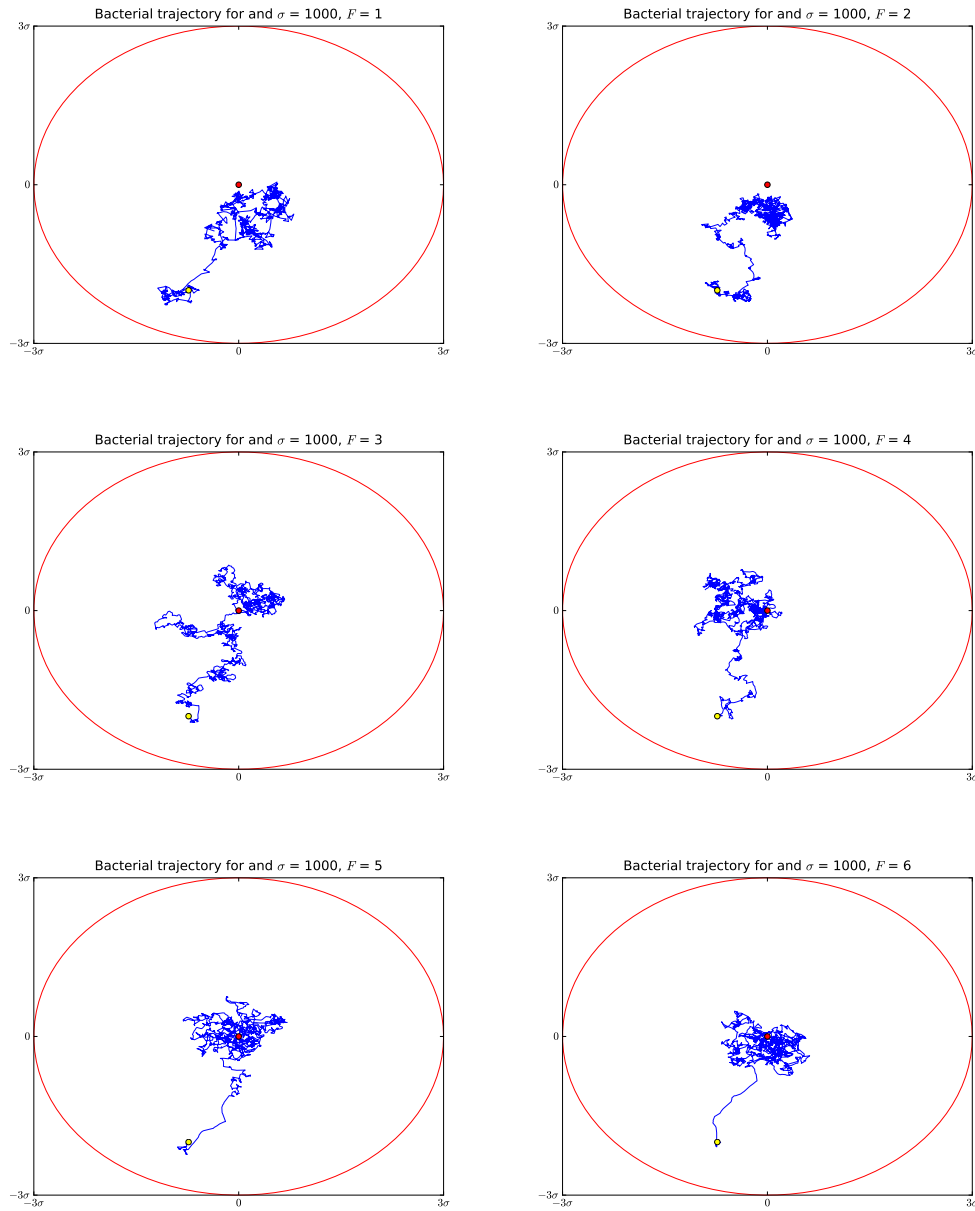 Bacterial trajectory for and σ = 1000, F = 1
3σ
0
−3σ
−3σ 0 3σ
Bacterial trajectory for and σ = 1000, F = 2
3σ
0
−3σ
−3σ 0 3σ
Bacterial trajectory for and σ = 1000, F = 3
3σ
0
−3σ
−3σ 0 3σ
Bacterial trajectory for and σ = 1000, F = 4
3σ
0
−3σ
−3σ 0 3σ
Bacterial trajectory for and σ = 1000, F = 5
3σ
0
−3σ
−3σ 0 3σ
Bacterial trajectory for and σ = 1000, F = 6
3σ
0
−3σ
−3σ 0 3σ